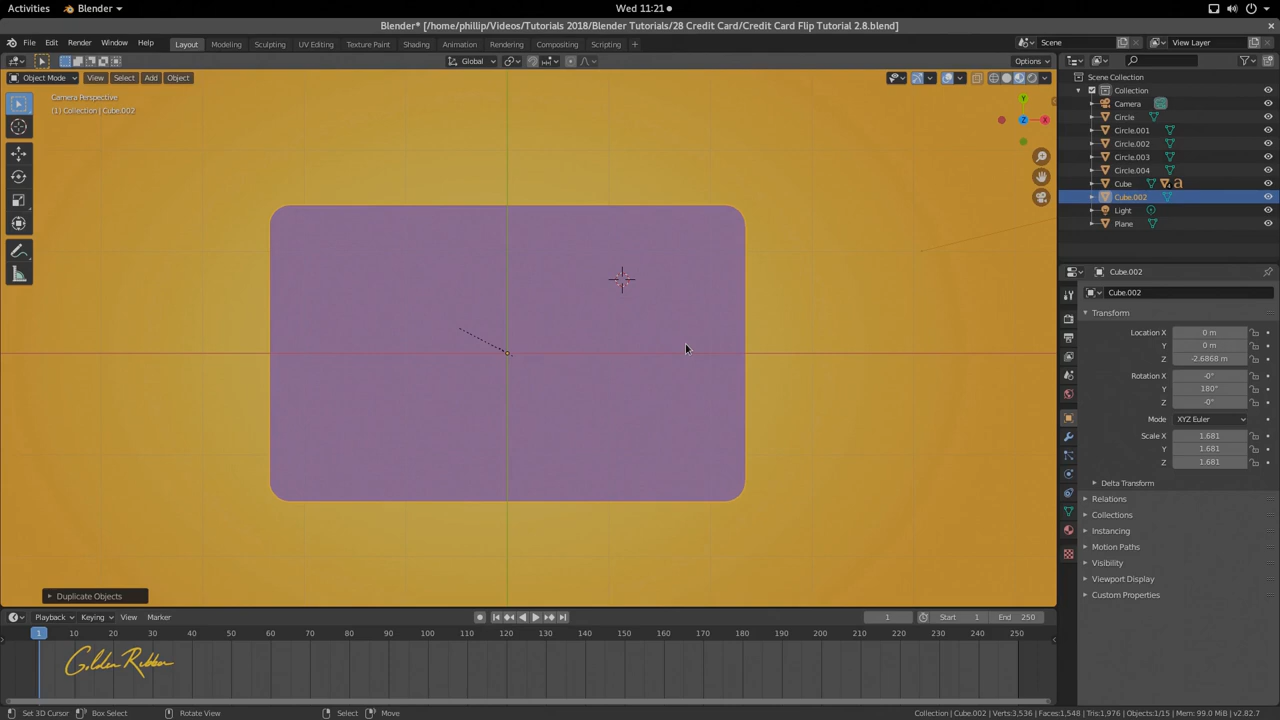 Activities Blender Wed 11:21
Blender* [/home/phillip/Videos/Tutorials 2018/Blender Tutorials/28 Credit Card/Credit Card Flip Tutorial 2.8.blend]
File Edit Render Window Help Layout Modeling Sculpting UV Editing Texture Paint Shading Animation Rendering Compositing Scripting + Scene View Layer
Global Options
Object Mode View Select Add Object
Camera Perspective
(1) Collection | Cube.002
Y
Z X
Scene Collection
Collection
Camera
Circle
Circle.001
Circle.002
Circle.003
Circle.004
Cube
Cube.002
Light
Plane
Cube.002
Cube.002
Transform
Location X 0 m
Y 0 m
Z -2.6868 m
Rotation X -0°
Y 180°
Z -0°
Mode XYZ Euler
Scale X 1.681
Y 1.681
Z 1.681
Delta Transform
Relations
Collections
Instancing
Motion Paths
Visibility
Viewport Display
Custom Properties
Duplicate Objects
Playback Keying View Marker 1 Start 1 End 250
1 10 20 30 40 50 60 70 80 90 100 110 120 130 140 150 160 170 180 190 200 210 220 230 240 250
Golden Ribbon
Set 3D Cursor Box Select Rotate View Select Move Collection | Cube.002 | Verts:3,536 | Faces:1,548 | Tris:1,976 | Objects:1/15 | Mem: 99.0 MiB | v2.82.7